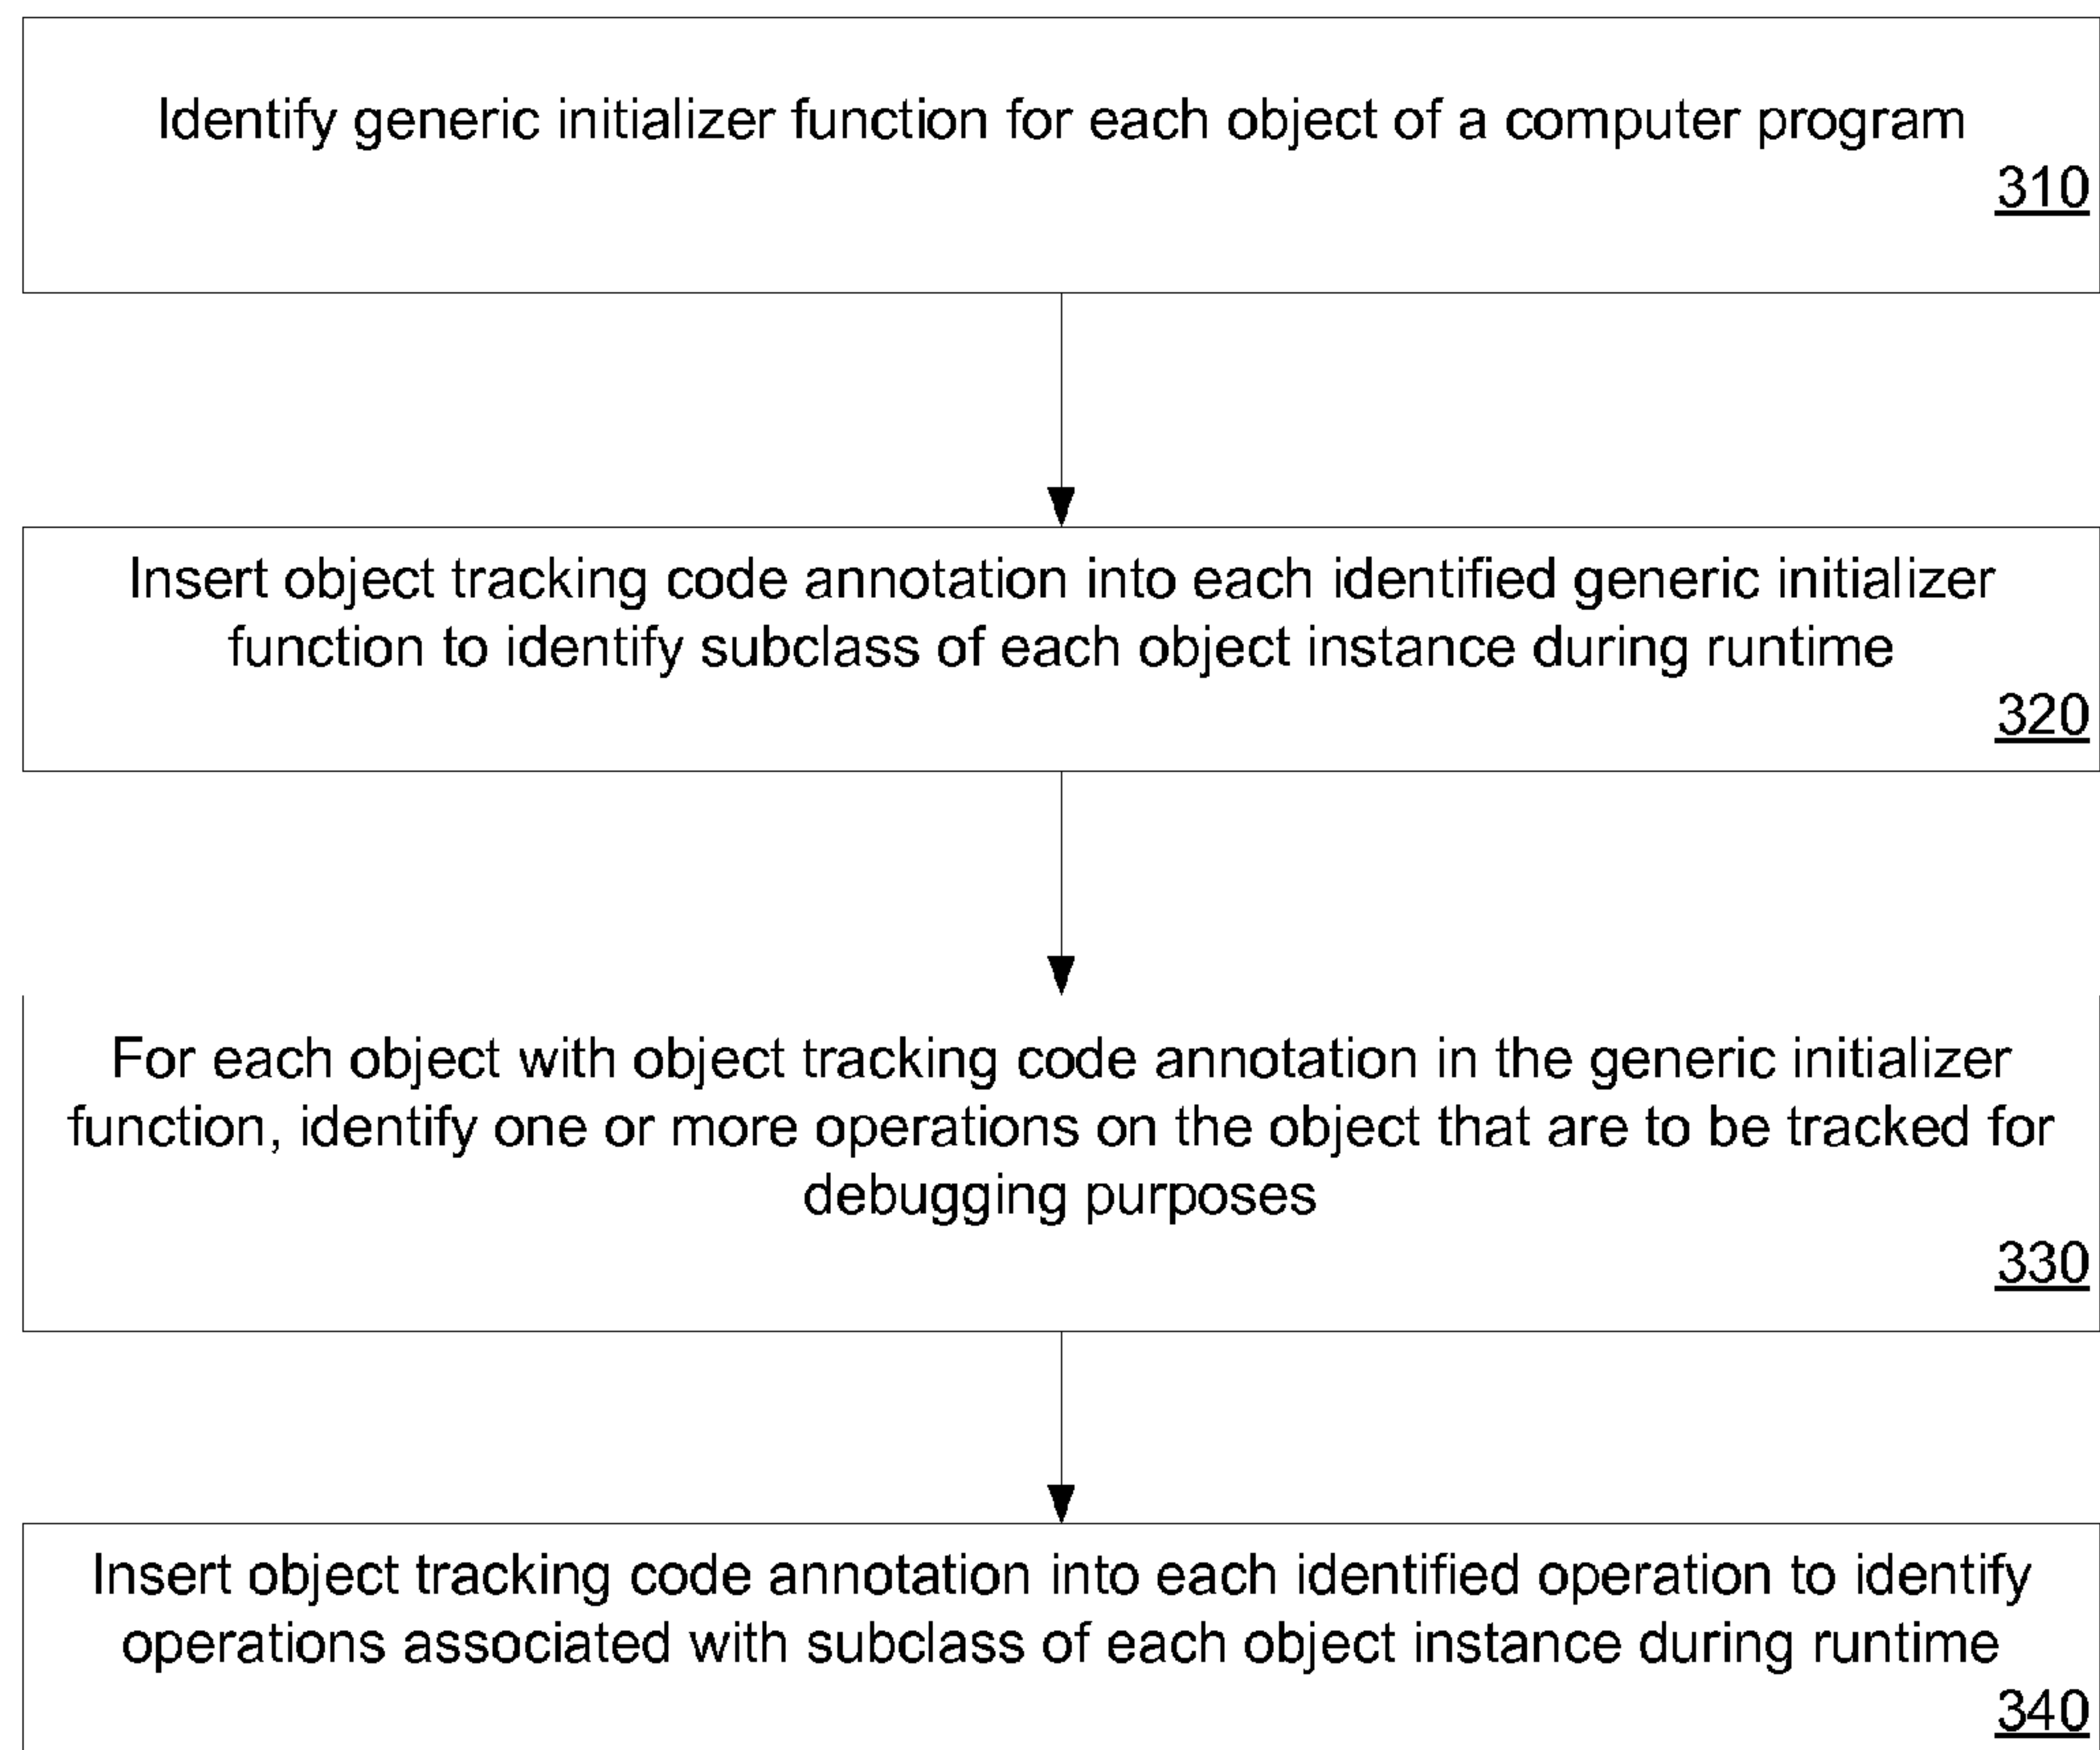 Identify generic initializer function for each object of a computer program
310
Insert object tracking code annotation into each identified generic initializer
function to identify subclass of each object instance during runtime
320
For each object with object tracking code annotation in the generic initializer
function, identify one or more operations on the object that are to be tracked for
debugging purposes
330
Insert object tracking code annotation into each identified operation to identify
operations associated with subclass of each object instance during runtime
340